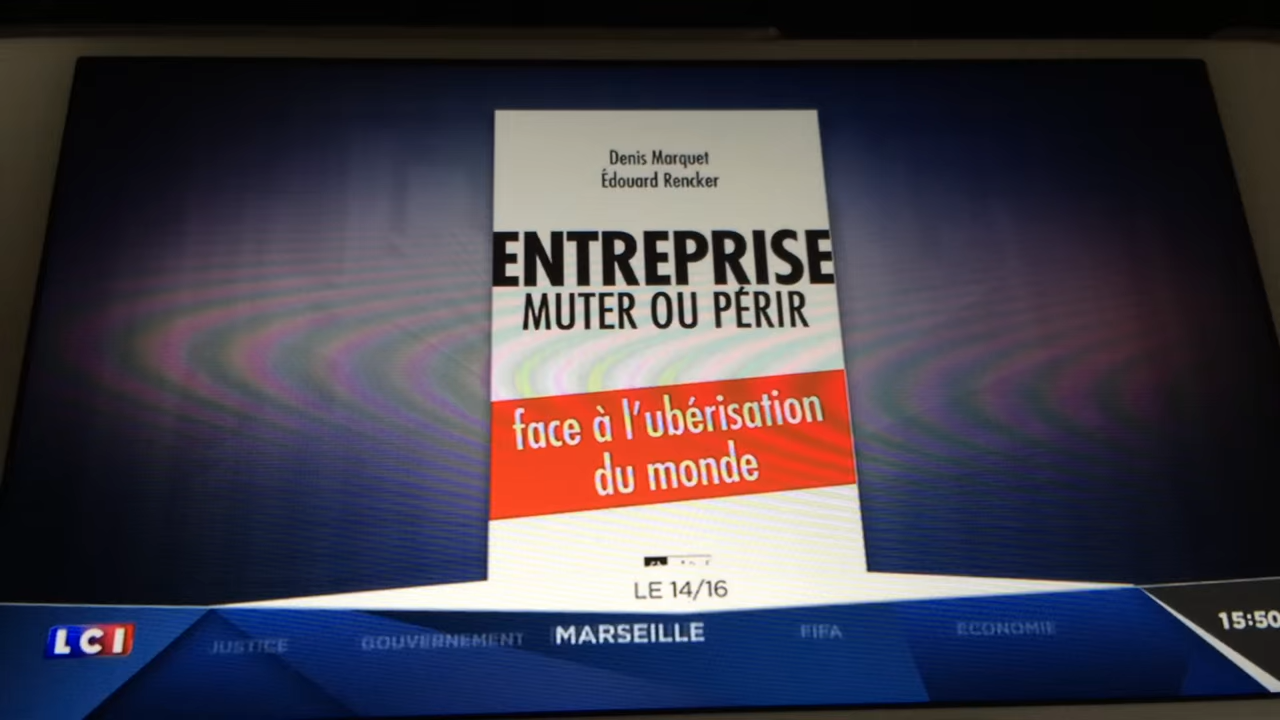 Denis Marquet
Édouard Rencker
ENTREPRISE
MUTER OU PÉRIR
face à l'ubérisation
du monde
LE 14/16
LCI
JUSTICE
GOUVERNEMENT
MARSEILLE
FIFA
ECONOMIE
15:50